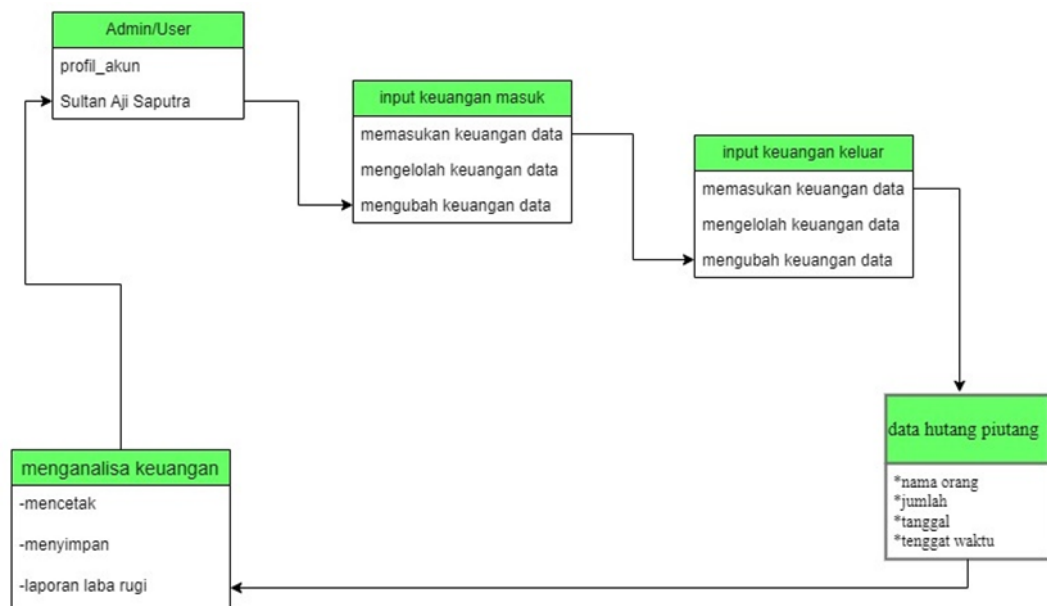 Admin/User
profil_akun
Sultan Aji Saputra
input keuangan masuk
memasukan keuangan data
mengelolah keuangan data
mengubah keuangan data
input keuangan keluar
memasukan keuangan data
mengelolah keuangan data
mengubah keuangan data
data hutang piutang
*nama orang
*jumlah
*tanggal
*tenggat waktu
menganalisa keuangan
-mencetak
-menyimpan
-laporan laba rugi